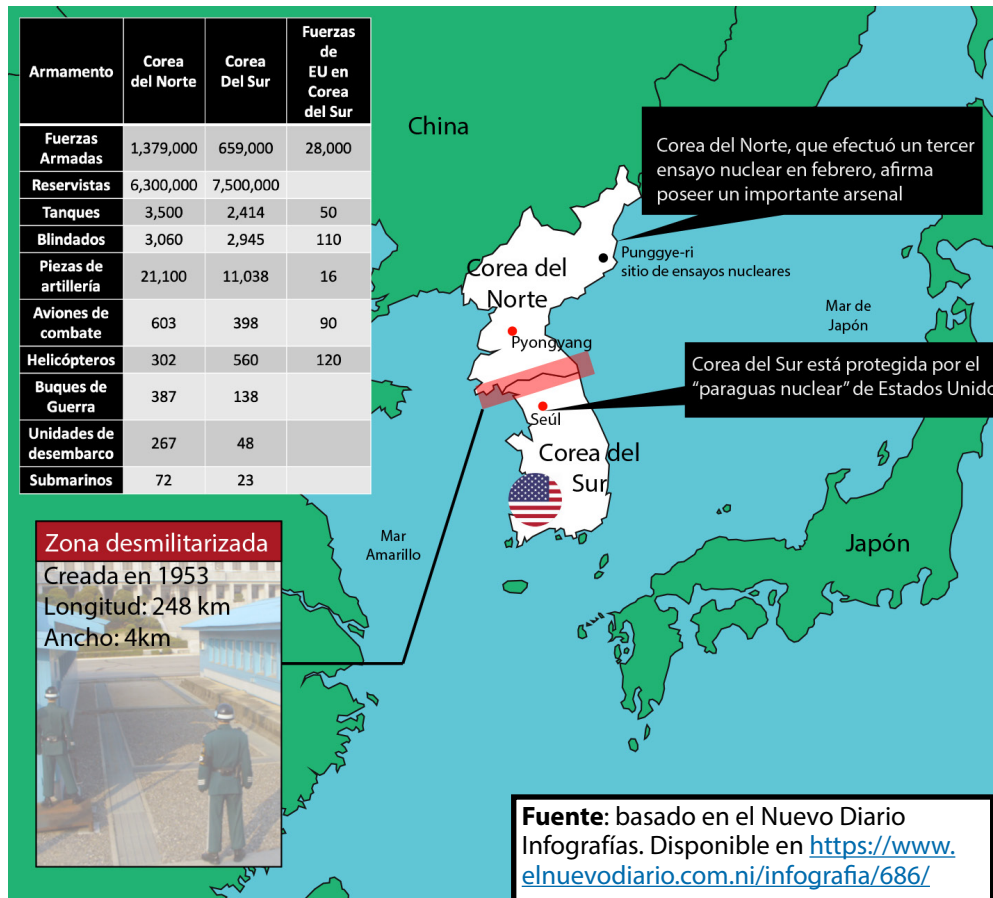 Armamento Corea del Norte Corea Del Sur Fuerzas de EU en Corea del Sur
Fuerzas Armadas 1,379,000 659,000 28,000
Reservistas 6,300,000 7,500,000
Tanques 3,500 2,414 50
Blindados 3,060 2,945 110
Piezas de artillería 21,100 11,038 16
Aviones de combate 603 398 90
Helicópteros 302 560 120
Buques de Guerra 387 138
Unidades de desembarco 267 48
Submarinos 72 23
China
Corea del Norte, que efectuó un tercer
ensayo nuclear en febrero, afirma
poseer un importante arsenal
Punggye-ri
sitio de ensayos nucleares
Corea del
Norte
Mar de
Japón
Pyongyang
Corea del Sur está protegida por el
"paraguas nuclear" de Estados Unido
Seúl
Corea del
Sur
Mar
Amarillo
Japón
Zona desmilitarizada
Creada en 1953
Longitud: 248 km
Ancho: 4km
Fuente: basado en el Nuevo Diario
Infografías. Disponible en https://www.
elnuevodiario.com.ni/infografia/686/